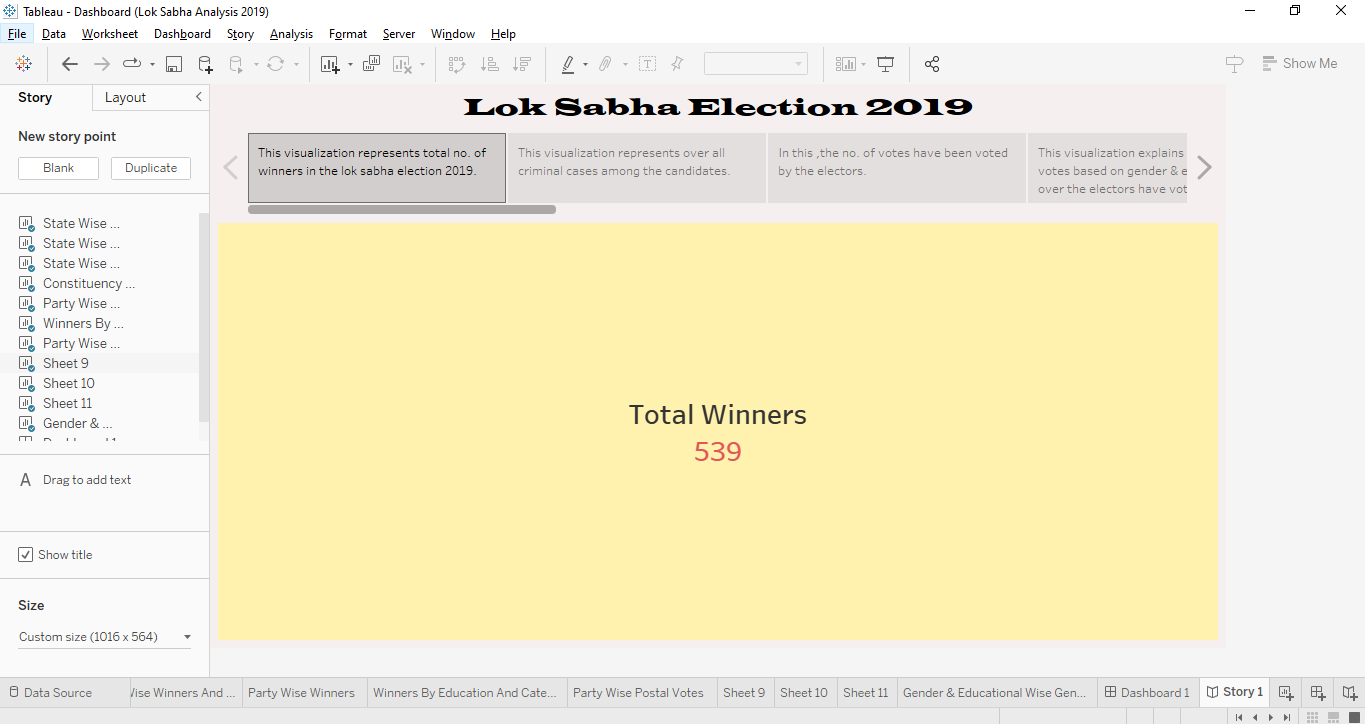 Tableau - Dashboard (Lok Sabha Analysis 2019)
File Data Worksheet Dashboard Story Analysis Format Server Window Help
Show Me
Story Layout
New story point
Blank Duplicate
State Wise ...
State Wise ...
State Wise ...
Constituency ...
Party Wise ...
Winners By ...
Party Wise ...
Sheet 9
Sheet 10
Sheet 11
Gender & ...
A Drag to add text
Show title
Size
Custom size (1016 x 564)
Lok Sabha Election 2019
This visualization represents total no. of
winners in the lok sabha election 2019.
This visualization represents over all
criminal cases among the candidates.
In this ,the no. of votes have been voted
by the electors.
This visualization explains
votes based on gender & e
over the electors have vot
Total Winners
539
Data Source Wise Winners And ... Party Wise Winners Winners By Education And Cate... Party Wise Postal Votes Sheet 9 Sheet 10 Sheet 11 Gender & Educational Wise Gen... Dashboard 1 Story 1